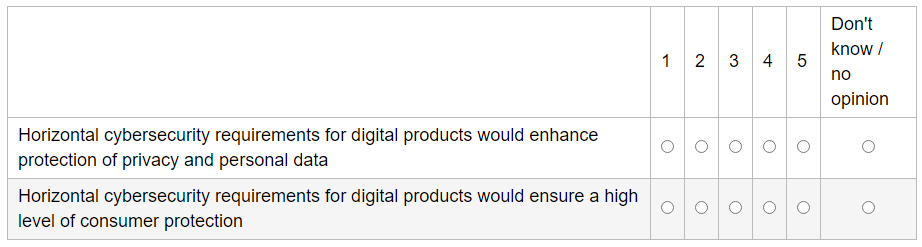 1 2 3 4 5 Don't
know /
no
opinion
Horizontal cybersecurity requirements for digital products would enhance
protection of privacy and personal data
Horizontal cybersecurity requirements for digital products would ensure a high
level of consumer protection